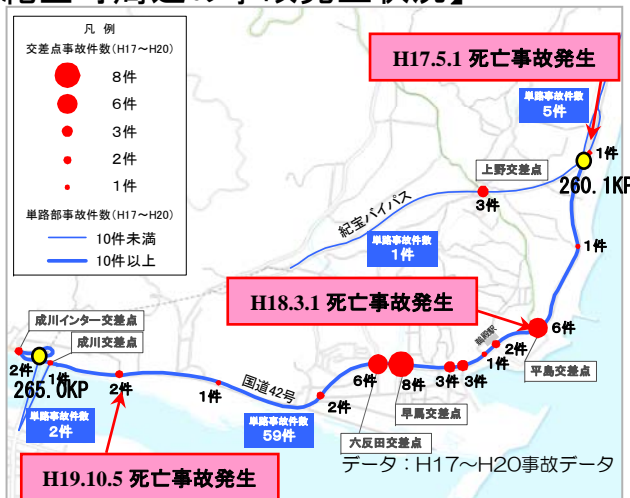 凡 例
交差点事故件数(H17～H20)
8件
6件
3件
2件
1件
単路部事故件数(H17～H20)
10件未満
10件以上
H17.5.1 死亡事故発生
単路事故件数
5件
1件
260.1KP
上野交差点
3件
紀宝バイパス
単路事故件数
1件
1件
H18.3.1 死亡事故発生
6件
平島交差点
2件
1件
3件
3件
8件
早馬交差点
6件
六反田交差点
2件
国道42号
単路事故件数
59件
1件
成川インター交差点
成川交差点
2件
1件
265.0KP
2件
単路事故件数
2件
H19.10.5 死亡事故発生
データ：H17～H20事故データ